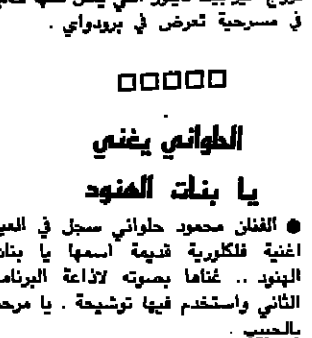 في مسرحية تعرض في برودواي .
الحلواني يغني
يا بنات الهنود
● الفنان محمود حلواني سجل في
اغنية فلكلورية قديمة اسمها يا بنات
الهنود .. غناها بصوته لاذاعة البرنامج
الثاني واستخدم فيها توشيحة . يا مرحبا
بالحبيب .